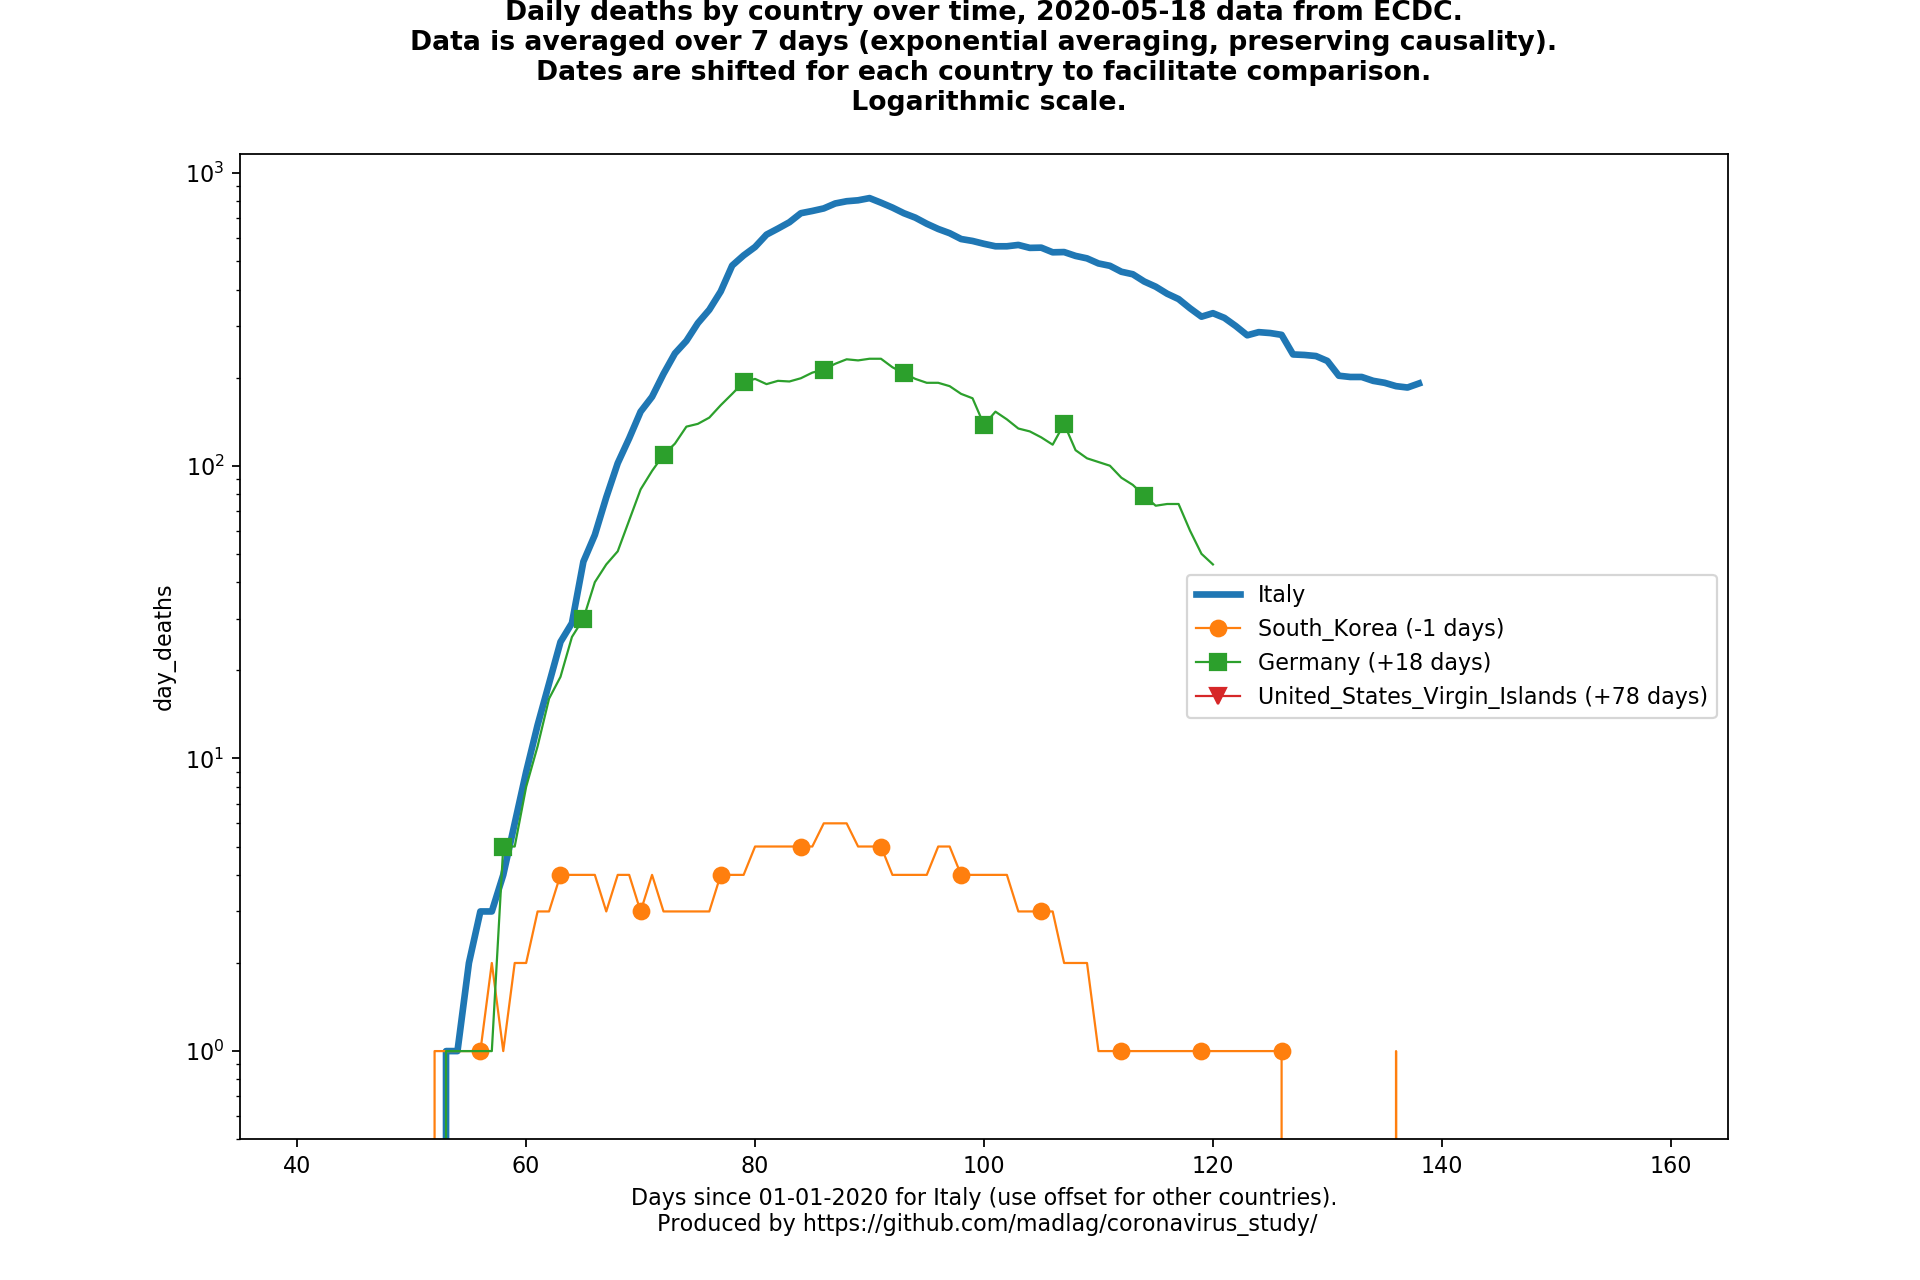 Daily deaths by country over time, 2020-05-18 data from ECDC.
Data is averaged over 7 days (exponential averaging, preserving causality).
Dates are shifted for each country to facilitate comparison.
Logarithmic scale.
10³
10²
10¹
10⁰
day_deaths
Italy
South_Korea (-1 days)
Germany (+18 days)
United_States_Virgin_Islands (+78 days)
40 60 80 100 120 140 160
Days since 01-01-2020 for Italy (use offset for other countries).
Produced by https://github.com/madlag/coronavirus_study/